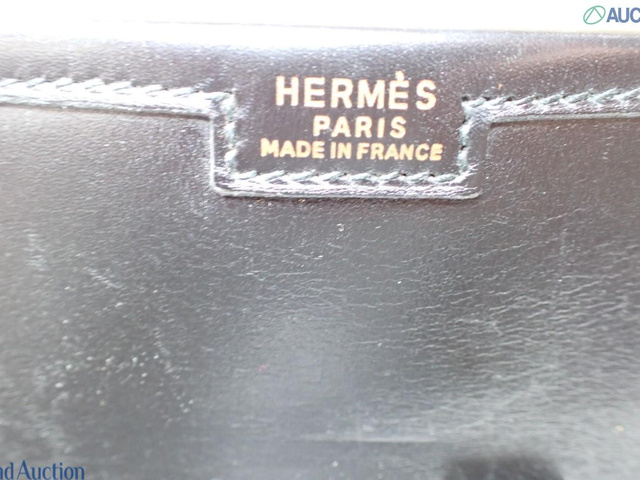 AUC
HERMÈS
PARIS
MADE IN FRANCE
nd Auction